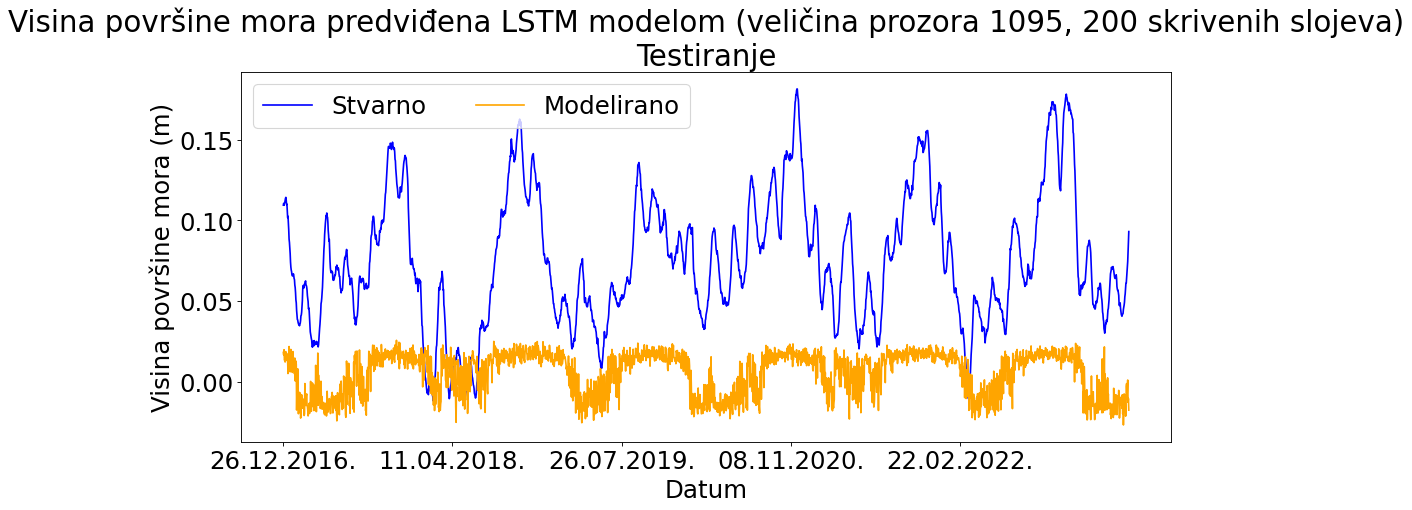 Visina površine mora predviđena LSTM modelom (veličina prozora 1095, 200 skrivenih slojeva)
Testiranje
Stvarno
Modelirano
Visina površine mora (m)
0.15
0.10
0.05
0.00
26.12.2016.
11.04.2018.
26.07.2019.
08.11.2020.
22.02.2022.
Datum